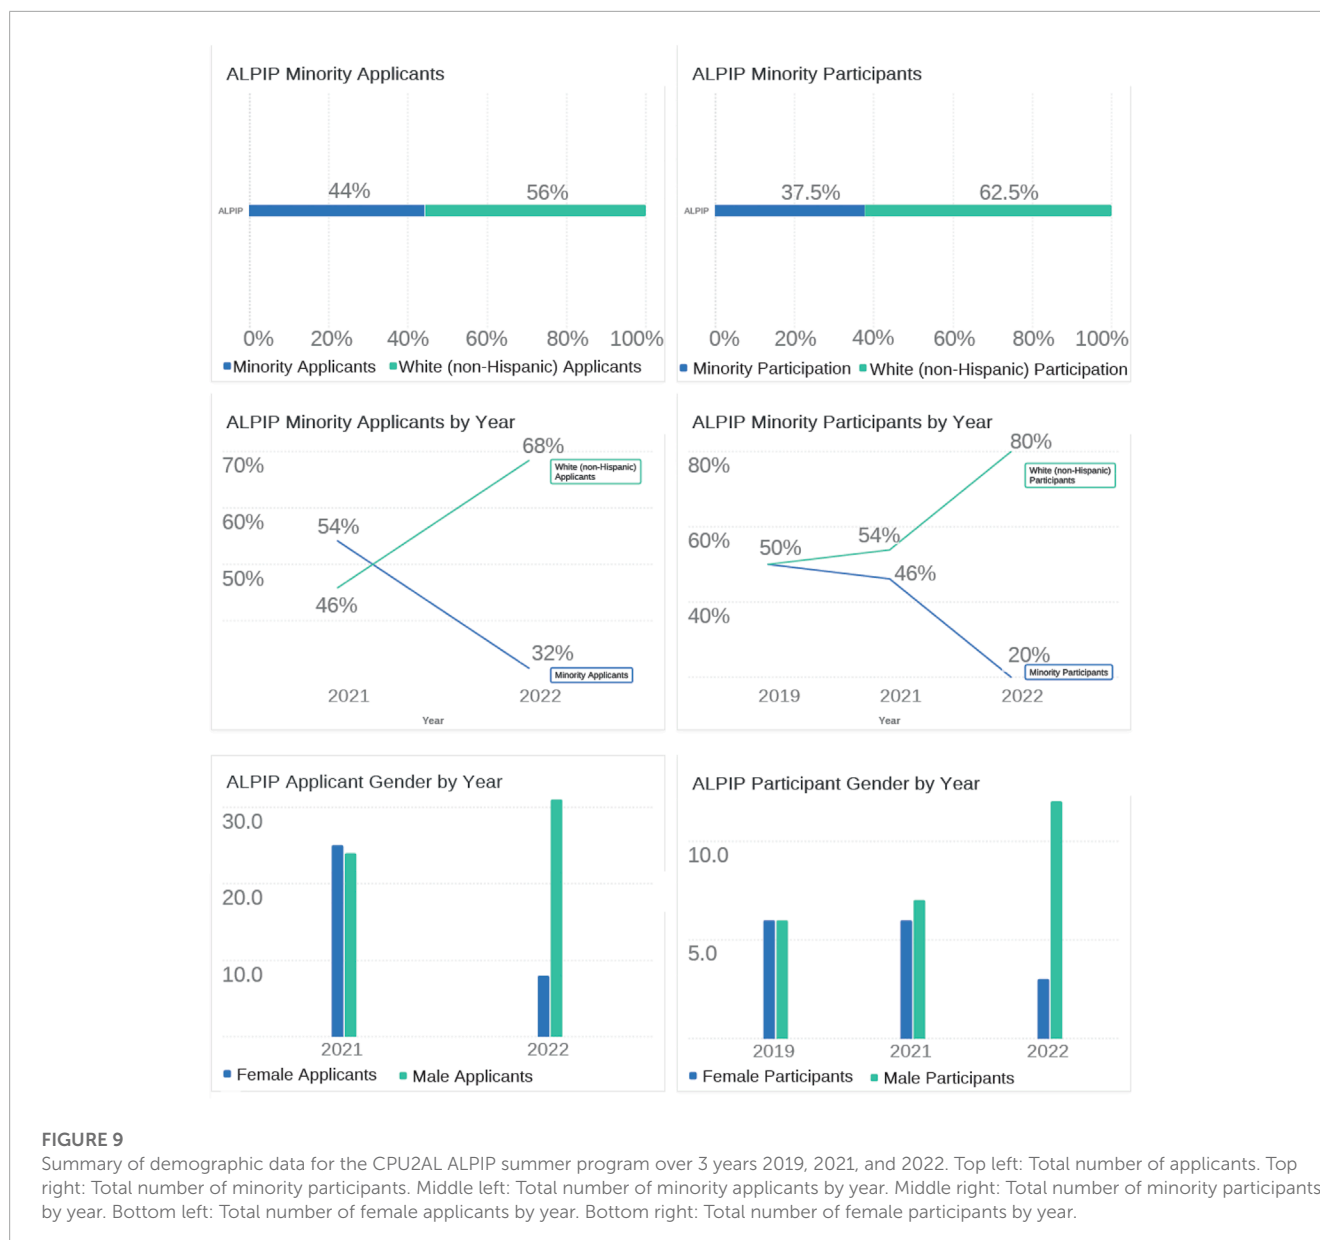 ALPIP Minority Applicants
44%
56%
ALPIP
0%
20%
40%
60%
80%
100%
Minority Applicants
White (non-Hispanic) Applicants
ALPIP Minority Participants
37.5%
62.5%
ALPIP
0%
20%
40%
60%
80%
100%
Minority Participation
White (non-Hispanic) Participation
ALPIP Minority Applicants by Year
68%
70%
White (non-Hispanic)
Applicants
60%
54%
50%
46%
32%
Minority Applicants
2021
2022
Year
ALPIP Minority Participants by Year
80%
80%
White (non-Hispanic)
Participants
60%
50%
54%
46%
40%
20%
Minority Participants
2019
2021
2022
Year
ALPIP Applicant Gender by Year
30.0
20.0
10.0
2021
2022
Female Applicants
Male Applicants
ALPIP Participant Gender by Year
10.0
5.0
2019
2021
2022
Female Participants
Male Participants
FIGURE 9
Summary of demographic data for the CPU2AL ALPIP summer program over 3 years 2019, 2021, and 2022. Top left: Total number of applicants. Top
right: Total number of minority participants. Middle left: Total number of minority applicants by year. Middle right: Total number of minority participants
by year. Bottom left: Total number of female applicants by year. Bottom right: Total number of female participants by year.